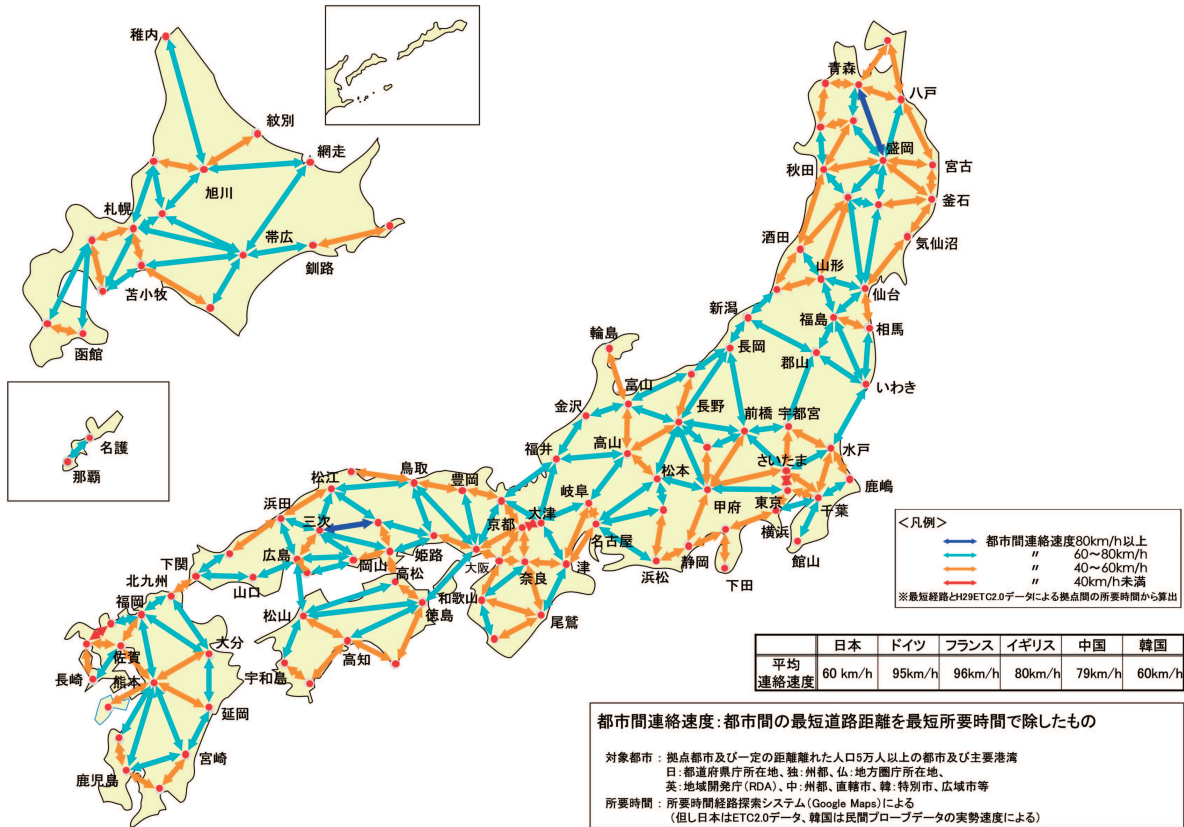 稚内
紋別
網走
旭川
札幌
帯広
釧路
苫小牧
函館
名護
那覇
青森
八戸
盛岡
宮古
秋田
釜石
気仙沼
酒田
山形
仙台
新潟
福島
相馬
輪島
長岡
郡山
いわき
富山
金沢
長野
前橋
宇都宮
福井
高山
水戸
さいたま
松本
鳥取
豊岡
松江
岐阜
甲府
東京
鹿嶋
浜田
京都
大津
千葉
三次
名古屋
横浜
広島
姫路
静岡
館山
岡山
大阪
下関
奈良
津
浜松
下田
北九州
高松
山口
和歌山
福岡
松山
徳島
尾鷲
大分
佐賀
高知
長崎
熊本
宇和島
延岡
宮崎
鹿児島
<凡例>
都市間連絡速度80km/h以上
〃 60～80km/h
〃 40～60km/h
〃 40km/h未満
※最短経路とH29ETC2.0データによる拠点間の所要時間から算出
日本 ドイツ フランス イギリス 中国 韓国
平均
連絡速度 60 km/h 95km/h 96km/h 80km/h 79km/h 60km/h
都市間連絡速度：都市間の最短道路距離を最短所要時間で除したもの
対象都市 ： 拠点都市及び一定の距離離れた人口5万人以上の都市及び主要港湾
日：都道府県庁所在地、独：州都、仏：地方圏庁所在地、
英：地域開発庁(RDA)、中：州都、直轄市、韓：特別市、広域市等
所要時間 ： 所要時間経路探索システム(Google Maps)による
(但し日本はETC2.0データ、韓国は民間プローブデータの実勢速度による)